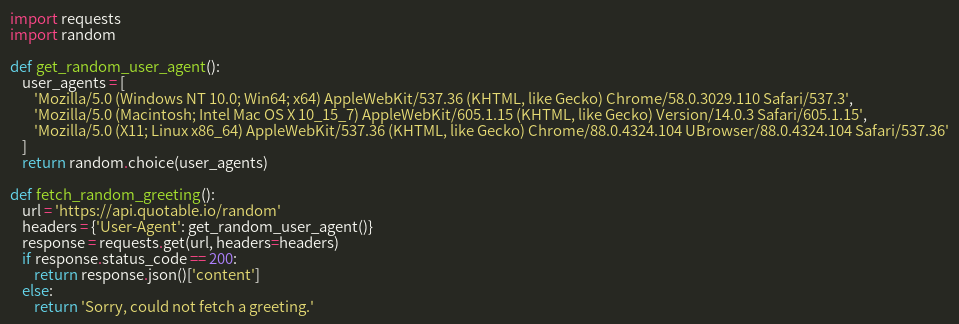 import requests
import random

def get_random_user_agent():
    user_agents = [
        'Mozilla/5.0 (Windows NT 10.0; Win64; x64) AppleWebKit/537.36 (KHTML, like Gecko) Chrome/58.0.3029.110 Safari/537.3',
        'Mozilla/5.0 (Macintosh; Intel Mac OS X 10_15_7) AppleWebKit/605.1.15 (KHTML, like Gecko) Version/14.0.3 Safari/605.1.15',
        'Mozilla/5.0 (X11; Linux x86_64) AppleWebKit/537.36 (KHTML, like Gecko) Chrome/88.0.4324.104 UBrowser/88.0.4324.104 Safari/537.36'
    ]
    return random.choice(user_agents)

def fetch_random_greeting():
    url = 'https://api.quotable.io/random'
    headers = {'User-Agent': get_random_user_agent()}
    response = requests.get(url, headers=headers)
    if response.status_code == 200:
        return response.json()['content']
    else:
        return 'Sorry, could not fetch a greeting.'